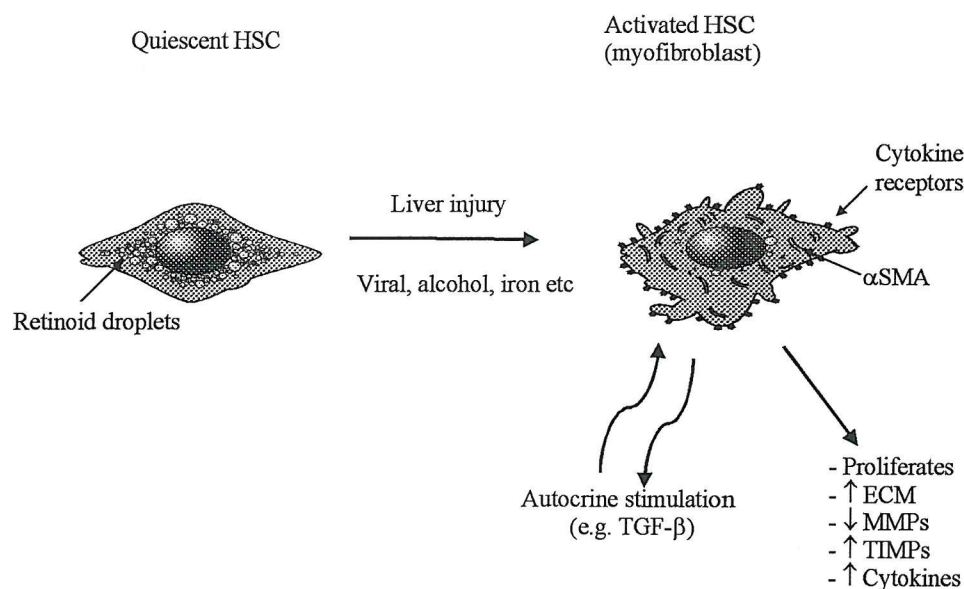 Quiescent HSC
Activated HSC
(myofibroblast)
Cytokine
receptors
Liver injury
αSMA
Viral, alcohol, iron etc
Retinoid droplets
Autocrine stimulation
(e.g. TGF-β)
- Proliferates
- ↑ ECM
- ↓ MMPs
- ↑ TIMPs
- ↑ Cytokines